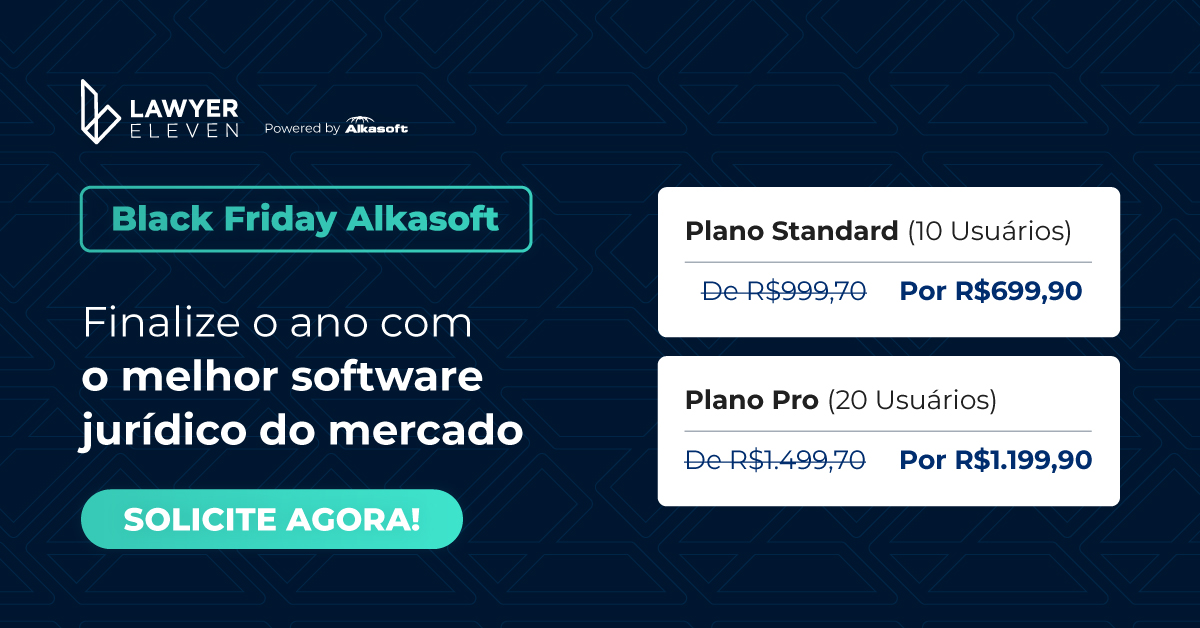 LAWYER
ELEVEN
Powered by Alkasoft
Black Friday Alkasoft
Finalize o ano com
o melhor software
jurídico do mercado
SOLICITE AGORA!
Plano Standard (10 Usuários)
De R$999,70 Por R$699,90
Plano Pro (20 Usuários)
De R$1.499,70 Por R$1.199,90